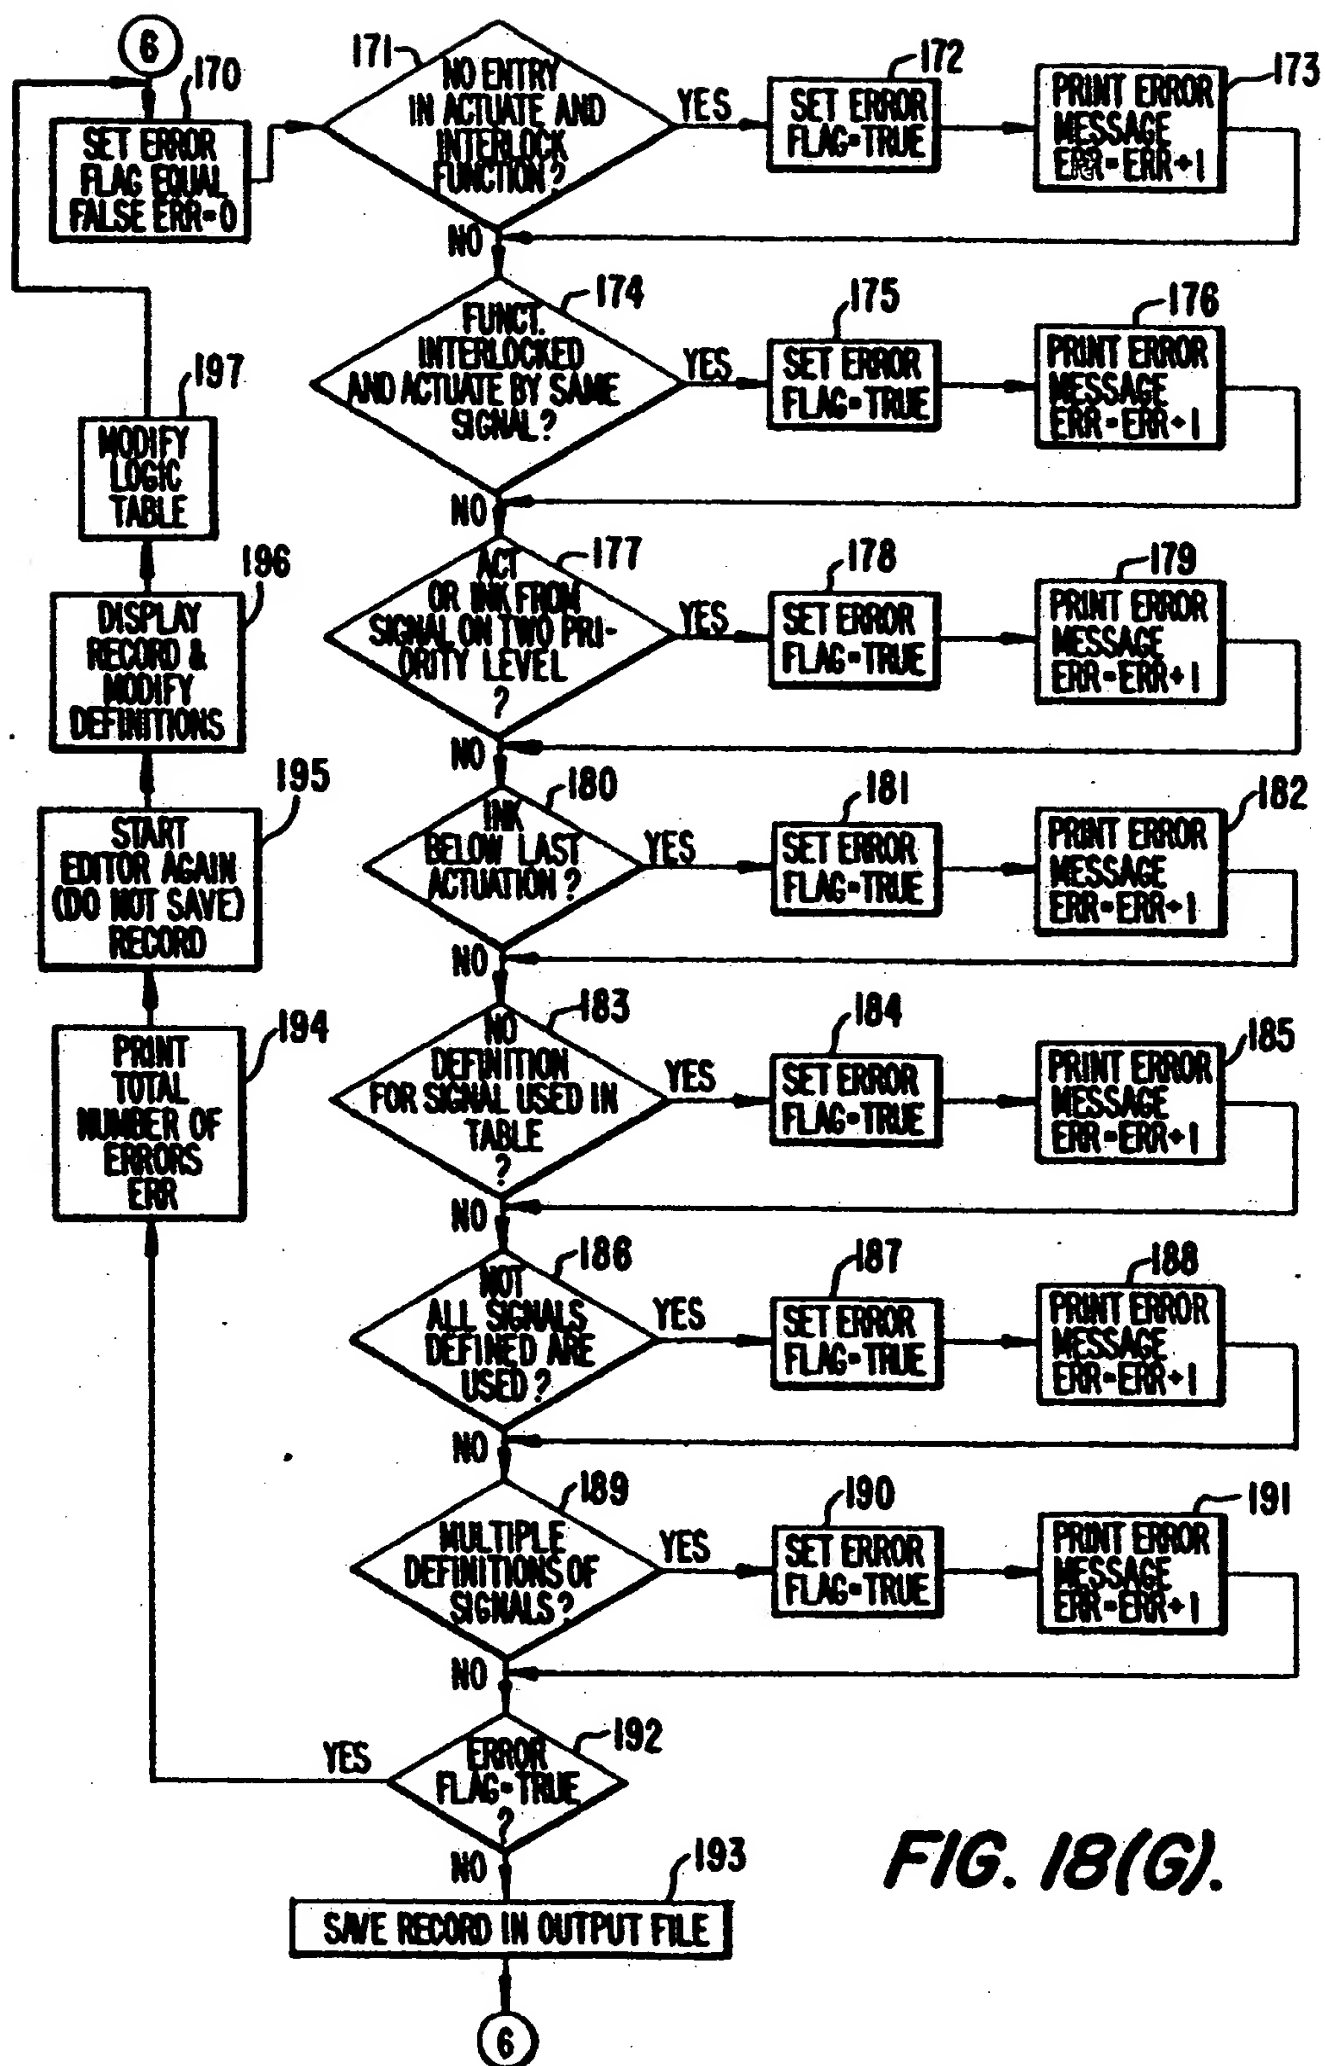 6
170
SET ERROR
FLAG EQUAL
FALSE ERR=0
171
NO ENTRY
IN ACTUATE AND
INTERLOCK
FUNCTION?
YES
172
SET ERROR
FLAG=TRUE
173
PRINT ERROR
MESSAGE
ERR=ERR+1
NO
174
FUNCT.
INTERLOCKED
AND ACTUATE BY SAME
SIGNAL?
YES
175
SET ERROR
FLAG=TRUE
176
PRINT ERROR
MESSAGE
ERR=ERR+1
NO
177
ACT
OR INK FROM
SIGNAL ON TWO PRI-
ORITY LEVEL
?
YES
178
SET ERROR
FLAG=TRUE
179
PRINT ERROR
MESSAGE
ERR=ERR+1
NO
180
INK
BELOW LAST
ACTUATION?
YES
181
SET ERROR
FLAG=TRUE
182
PRINT ERROR
MESSAGE
ERR=ERR+1
NO
183
NO
DEFINITION
FOR SIGNAL USED IN
TABLE
?
YES
184
SET ERROR
FLAG=TRUE
185
PRINT ERROR
MESSAGE
ERR=ERR+1
NO
186
NOT
ALL SIGNALS
DEFINED ARE
USED?
YES
187
SET ERROR
FLAG=TRUE
188
PRINT ERROR
MESSAGE
ERR=ERR+1
NO
189
MULTIPLE
DEFINITIONS OF
SIGNALS?
YES
190
SET ERROR
FLAG=TRUE
191
PRINT ERROR
MESSAGE
ERR=ERR+1
NO
192
ERROR
FLAG=TRUE
?
YES
NO
193
SAVE RECORD IN OUTPUT FILE
6
194
PRINT
TOTAL
NUMBER OF
ERRORS
ERR
195
START
EDITOR AGAIN
(DO NOT SAVE)
RECORD
196
DISPLAY
RECORD &
MODIFY
DEFINITIONS
197
MODIFY
LOGIC
TABLE
FIG. 18(G).